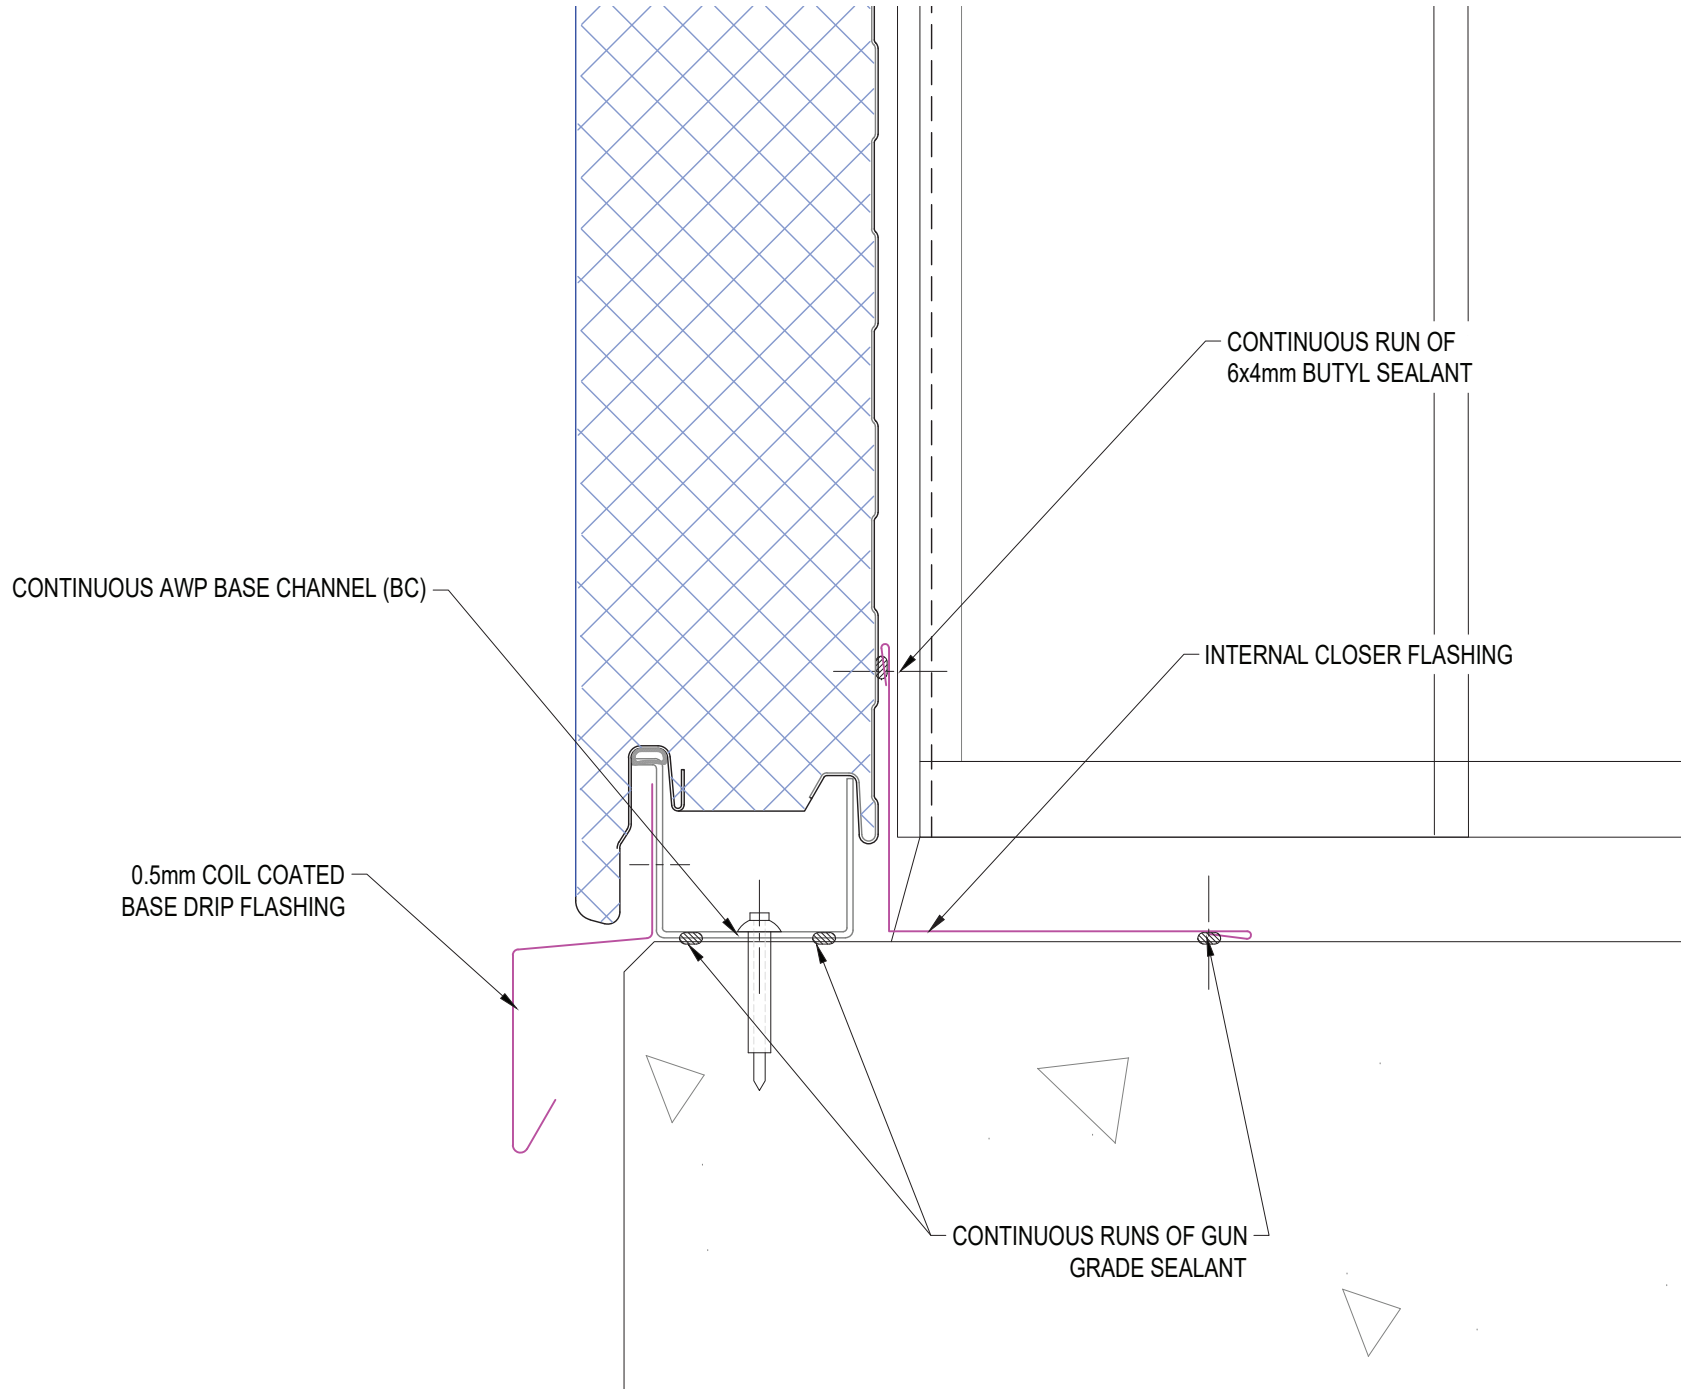 CONTINUOUS RUN OF
6x4mm BUTYL SEALANT
CONTINUOUS AWP BASE CHANNEL (BC)
INTERNAL CLOSER FLASHING
0.5mm COIL COATED
BASE DRIP FLASHING
CONTINUOUS RUNS OF GUN
GRADE SEALANT